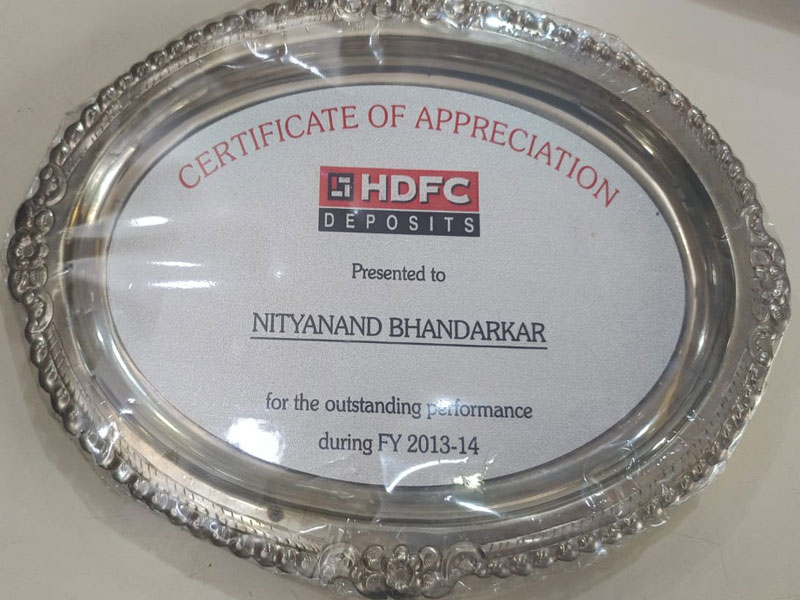 CERTIFICATE OF APPRECIATION
HDFC
DEPOSITS
Presented to
NITYANAND BHANDARKAR
for the outstanding performance
during FY 2013-14